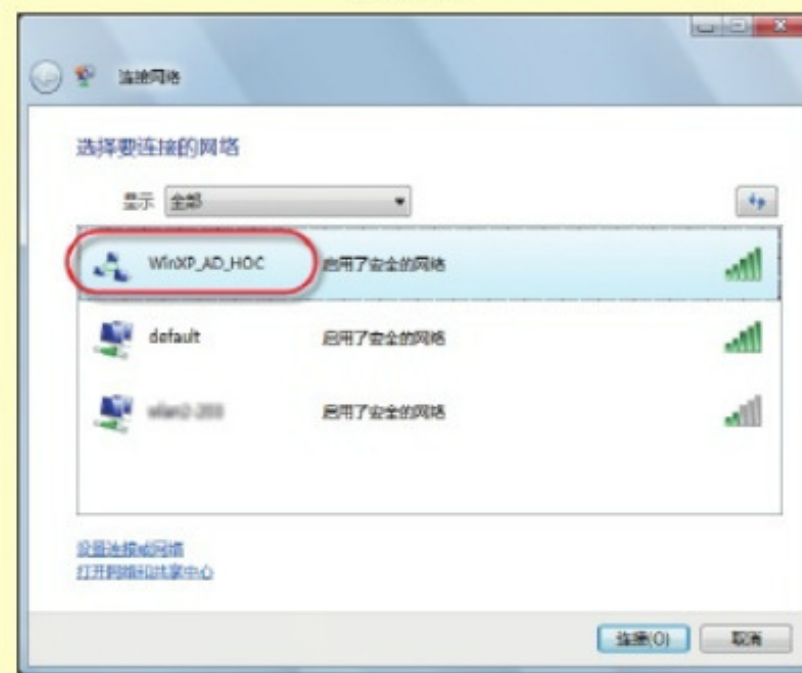 连接网络
选择要连接的网络
显示 全部
WinXP_AD_HOC 启用了安全的网络
default 启用了安全的网络
启用了安全的网络
设置连接或网络
打开网络和共享中心
连接(O) 取消